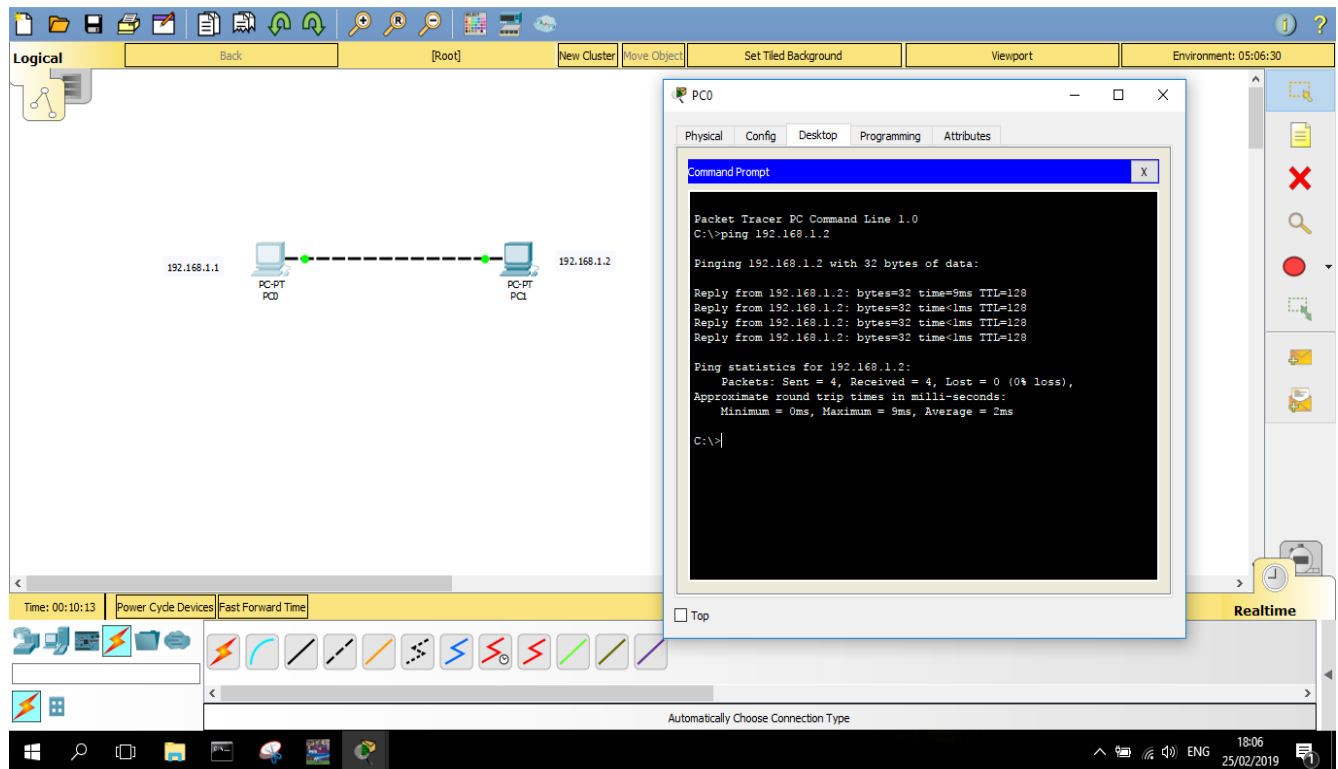 Logical
Back
[Root]
New Cluster
Move Object
Set Tiled Background
Viewport
Environment: 05:06:30
192.168.1.1
PC-PT
PC0
PC-PT
PC1
192.168.1.2
PC0
Physical
Config
Desktop
Programming
Attributes
Command Prompt
X
Packet Tracer PC Command Line 1.0
C:\>ping 192.168.1.2
Pinging 192.168.1.2 with 32 bytes of data:
Reply from 192.168.1.2: bytes=32 time=9ms TTL=128
Reply from 192.168.1.2: bytes=32 time<1ms TTL=128
Reply from 192.168.1.2: bytes=32 time<1ms TTL=128
Reply from 192.168.1.2: bytes=32 time<1ms TTL=128
Ping statistics for 192.168.1.2:
Packets: Sent = 4, Received = 4, Lost = 0 (0% loss),
Approximate round trip times in milli-seconds:
Minimum = 0ms, Maximum = 9ms, Average = 2ms
C:\>
Top
Time: 00:10:13
Power Cycle Devices
Fast Forward Time
Realtime
Automatically Choose Connection Type
ENG
18:06
25/02/2019